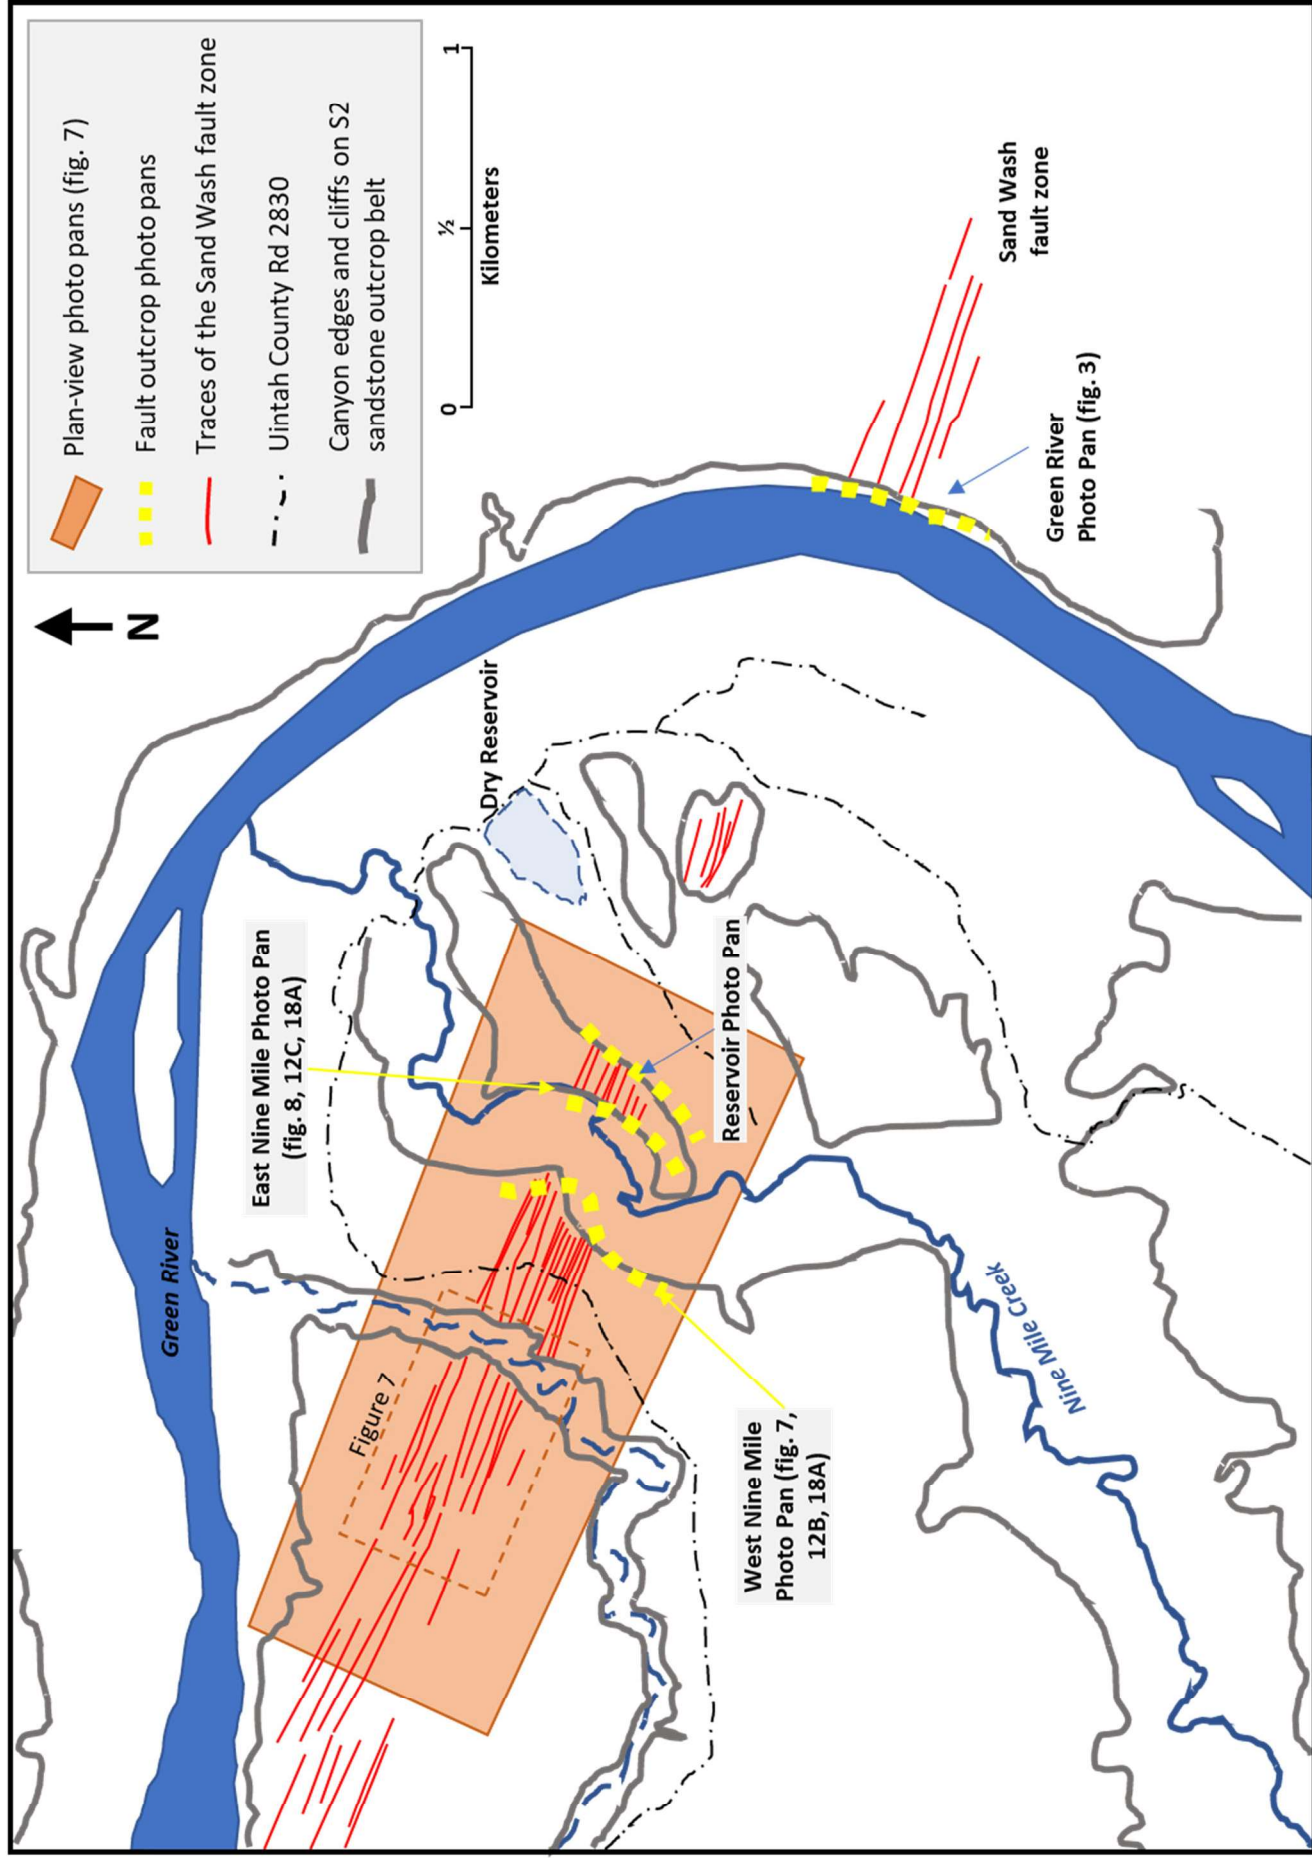 Plan-view photo pans (fig. 7)
Fault outcrop photo pans
Traces of the Sand Wash fault zone
Uintah County Rd 2830
Canyon edges and cliffs on S2
sandstone outcrop belt
0
½
1
Kilometers
N
Green River
Dry Reservoir
East Nine Mile Photo Pan
(fig. 8, 12C, 18A)
Figure 7
Reservoir Photo Pan
West Nine Mile
Photo Pan (fig. 7,
12B, 18A)
Nine Mile Creek
Green River
Photo Pan (fig. 3)
Sand Wash
fault zone